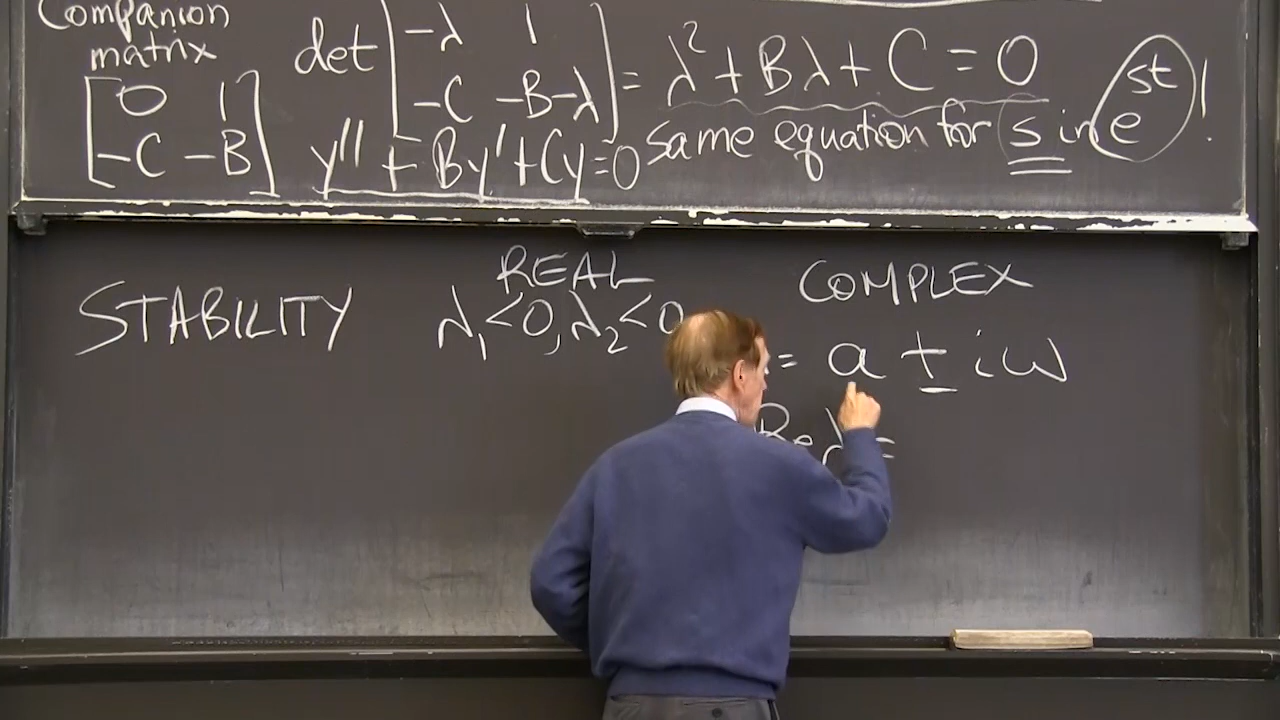 Companion
matrix
[0 1
-C -B]
det[-λ 1
-C -B-λ] = λ² + Bλ + C = 0
y'' + By' + Cy = 0
same equation for s in e^st!
STABILITY
REAL
λ₁<0, λ₂<0
COMPLEX
= a ± iω
Re λ =